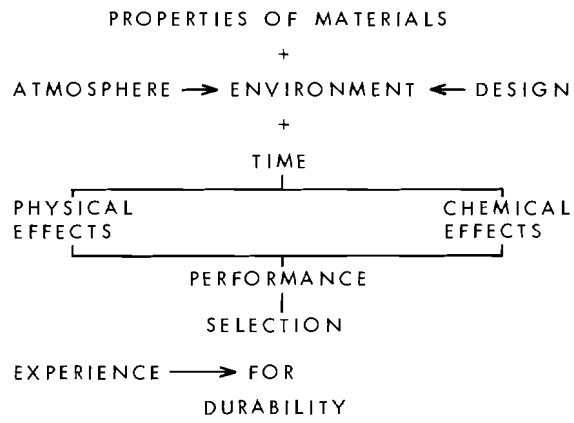 PROPERTIES OF MATERIALS
+
ATMOSPHERE → ENVIRONMENT ← DESIGN
+
TIME
PHYSICAL EFFECTS
CHEMICAL EFFECTS
PERFORMANCE
SELECTION
EXPERIENCE → FOR
DURABILITY